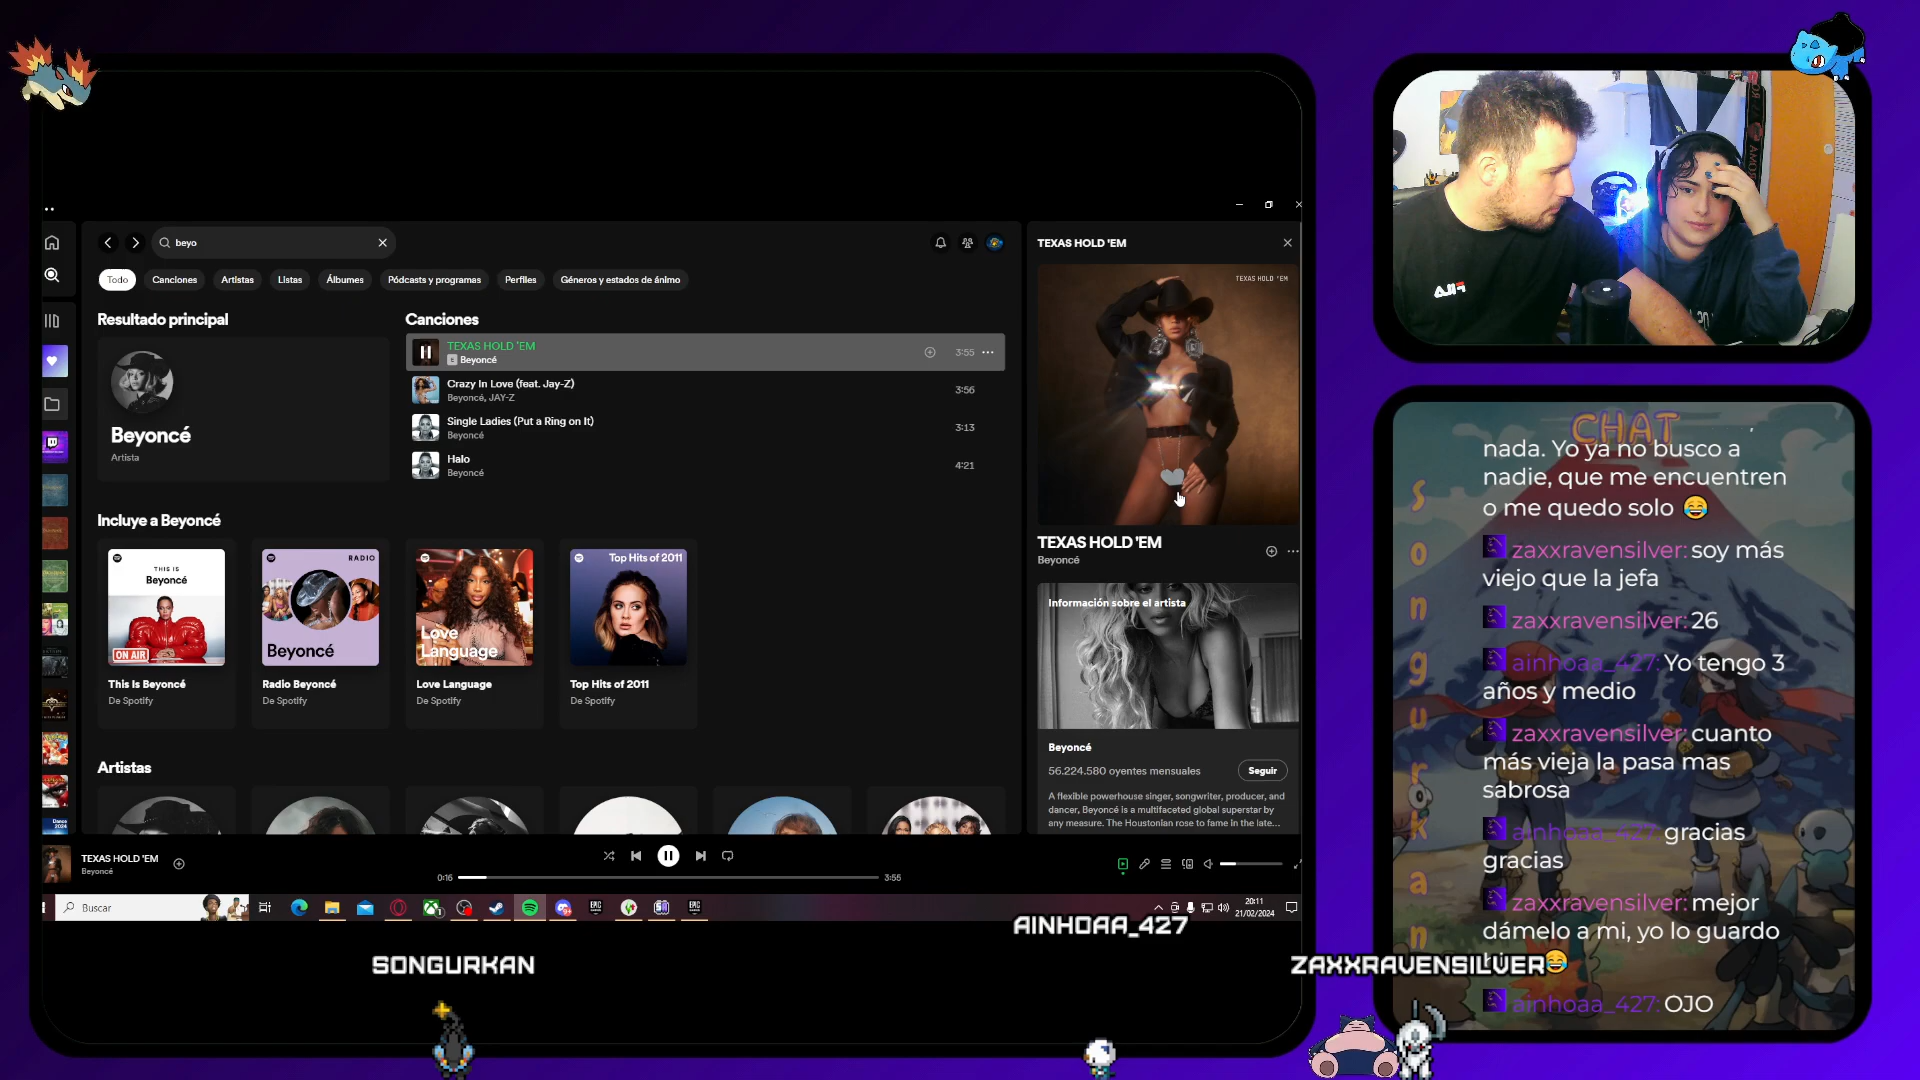 beyo
Todo
Canciones
Artistas
Listas
Álbumes
Pódcasts y programas
Perfiles
Géneros y estados de ánimo
Resultado principal
Beyoncé
Artista
Canciones
TEXAS HOLD 'EM
E Beyoncé
3:55
Crazy In Love (feat. Jay-Z)
Beyoncé, JAY-Z
3:56
Single Ladies (Put a Ring on It)
Beyoncé
3:13
Halo
Beyoncé
4:21
Incluye a Beyoncé
THIS IS
Beyoncé
ON AIR
This Is Beyoncé
De Spotify
RADIO
Beyoncé
Radio Beyoncé
De Spotify
Love
Language
Love Language
De Spotify
Top Hits of 2011
Top Hits of 2011
De Spotify
Artistas
TEXAS HOLD 'EM
TEXAS HOLD 'EM
TEXAS HOLD 'EM
Beyoncé
Información sobre el artista
Beyoncé
56.224.580 oyentes mensuales
Seguir
A flexible powerhouse singer, songwriter, producer, and
dancer, Beyoncé is a multifaceted global superstar by
any measure. The Houstonian rose to fame in the late...
TEXAS HOLD 'EM
Beyoncé
0:16
3:55
Buscar
20:11
21/02/2024
AINHOAA_427
SONGURKAN
ZAXXRAVENSILVER
FILA
CHAT
Songurkan
nada. Yo ya no busco a
nadie, que me encuentren
o me quedo solo 😂
zaxxravensilver: soy más
viejo que la jefa
zaxxravensilver: 26
ainhoaa_427: Yo tengo 3
años y medio
zaxxravensilver: cuanto
más vieja la pasa mas
sabrosa
ainhoaa_427: gracias
gracias
zaxxravensilver: mejor
dámelo a mi, yo lo guardo
😂
ainhoaa_427: OJO